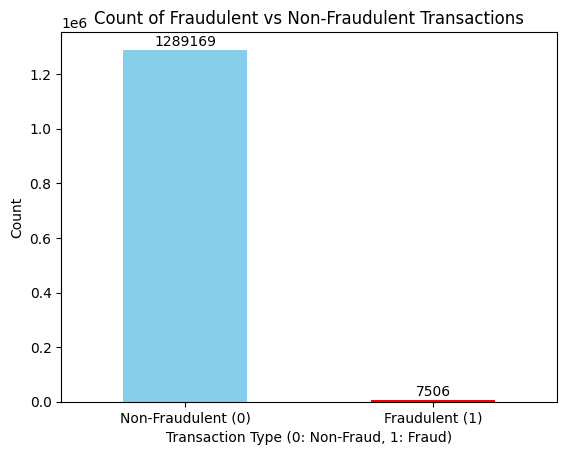 Count of Fraudulent vs Non-Fraudulent Transactions
1e6
1289169
1.2
1.0
0.8
0.6
0.4
0.2
0.0
Count
7506
Non-Fraudulent (0)
Fraudulent (1)
Transaction Type (0: Non-Fraud, 1: Fraud)